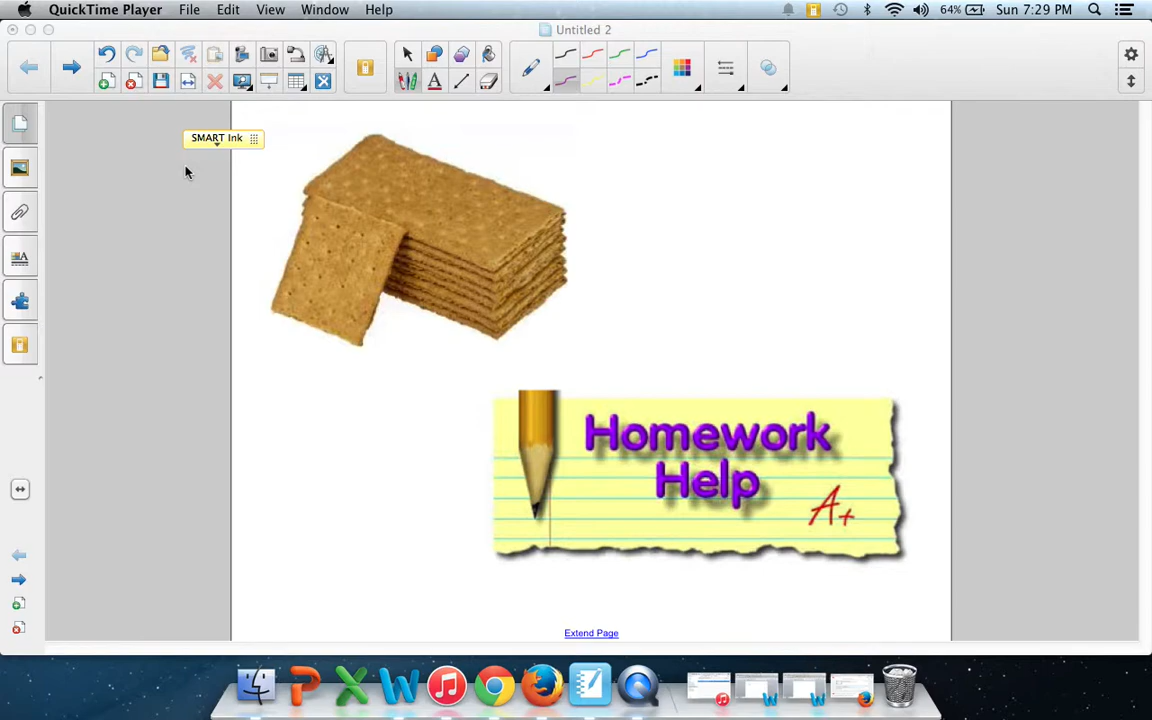 QuickTime Player File Edit View Window Help 64% Sun 7:29 PM
Untitled 2
SMART Ink
Homework
Help
A+
Extend Page